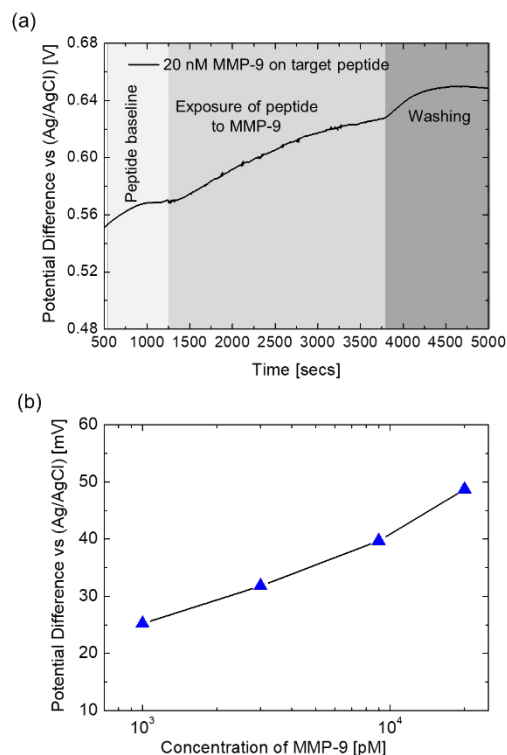 (a)
0.68
0.64
0.60
0.56
0.52
0.48
Potential Difference vs (Ag/AgCl) [V]
20 nM MMP-9 on target peptide
Peptide baseline
Exposure of peptide
to MMP-9
Washing
500 1000 1500 2000 2500 3000 3500 4000 4500 5000
Time [secs]
(b)
60
50
40
30
20
10
Potential Difference vs (Ag/AgCl) [mV]
10³ 10⁴
Concentration of MMP-9 [pM]